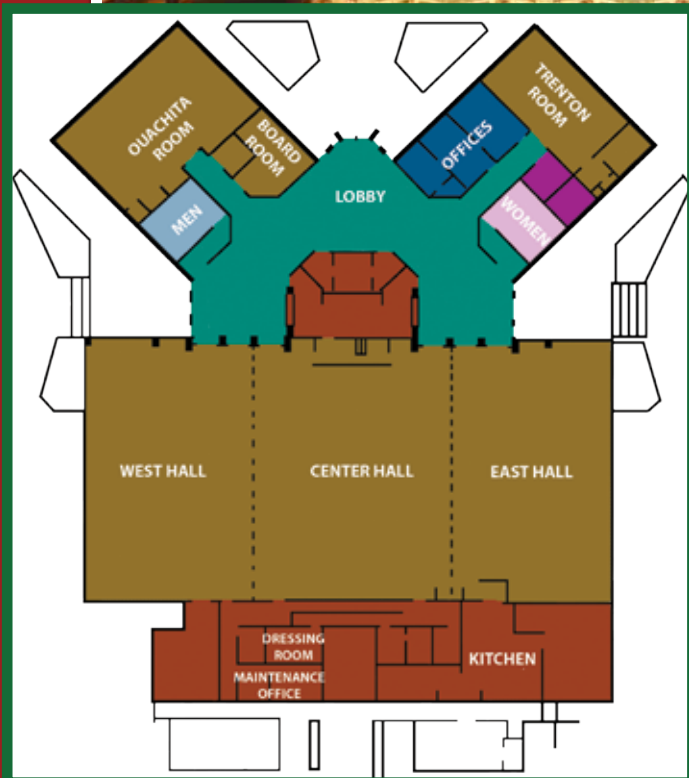 OUACHITA
ROOM
BOARD
ROOM
MEN
LOBBY
OFFICES
TRENTON
ROOM
WOMEN
WEST HALL
CENTER HALL
EAST HALL
DRESSING
ROOM
MAINTENANCE
OFFICE
KITCHEN